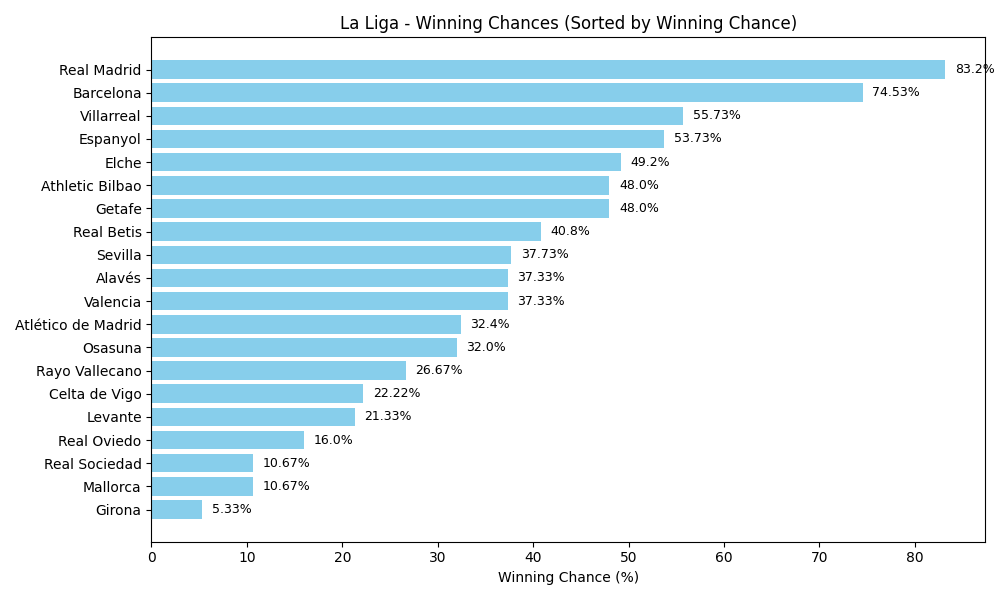 La Liga - Winning Chances (Sorted by Winning Chance)
Real Madrid 83.2%
Barcelona 74.53%
Villarreal 55.73%
Espanyol 53.73%
Elche 49.2%
Athletic Bilbao 48.0%
Getafe 48.0%
Real Betis 40.8%
Sevilla 37.73%
Alavés 37.33%
Valencia 37.33%
Atlético de Madrid 32.4%
Osasuna 32.0%
Rayo Vallecano 26.67%
Celta de Vigo 22.22%
Levante 21.33%
Real Oviedo 16.0%
Real Sociedad 10.67%
Mallorca 10.67%
Girona 5.33%
0 10 20 30 40 50 60 70 80
Winning Chance (%)